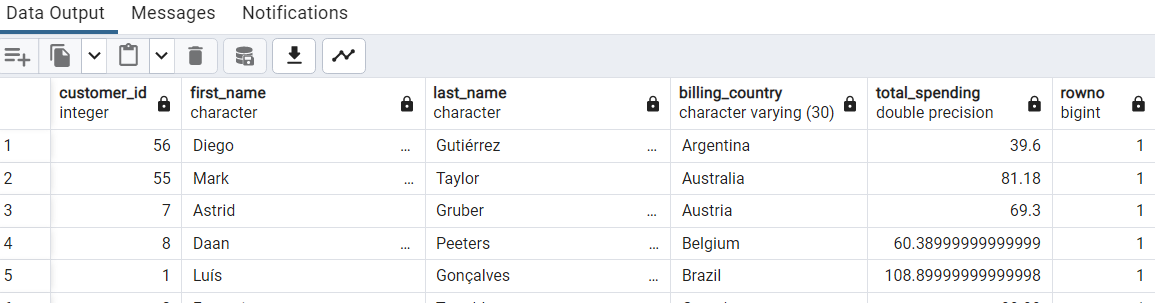 Data Output Messages Notifications
customer_id first_name last_name billing_country total_spending rowno
integer character character character varying (30) double precision bigint
1 56 Diego ... Gutiérrez ... Argentina 39.6 1
2 55 Mark ... Taylor Australia 81.18 1
3 7 Astrid Gruber ... Austria 69.3 1
4 8 Daan ... Peeters ... Belgium 60.38999999999999 1
5 1 Luís Gonçalves ... Brazil 108.89999999999998 1